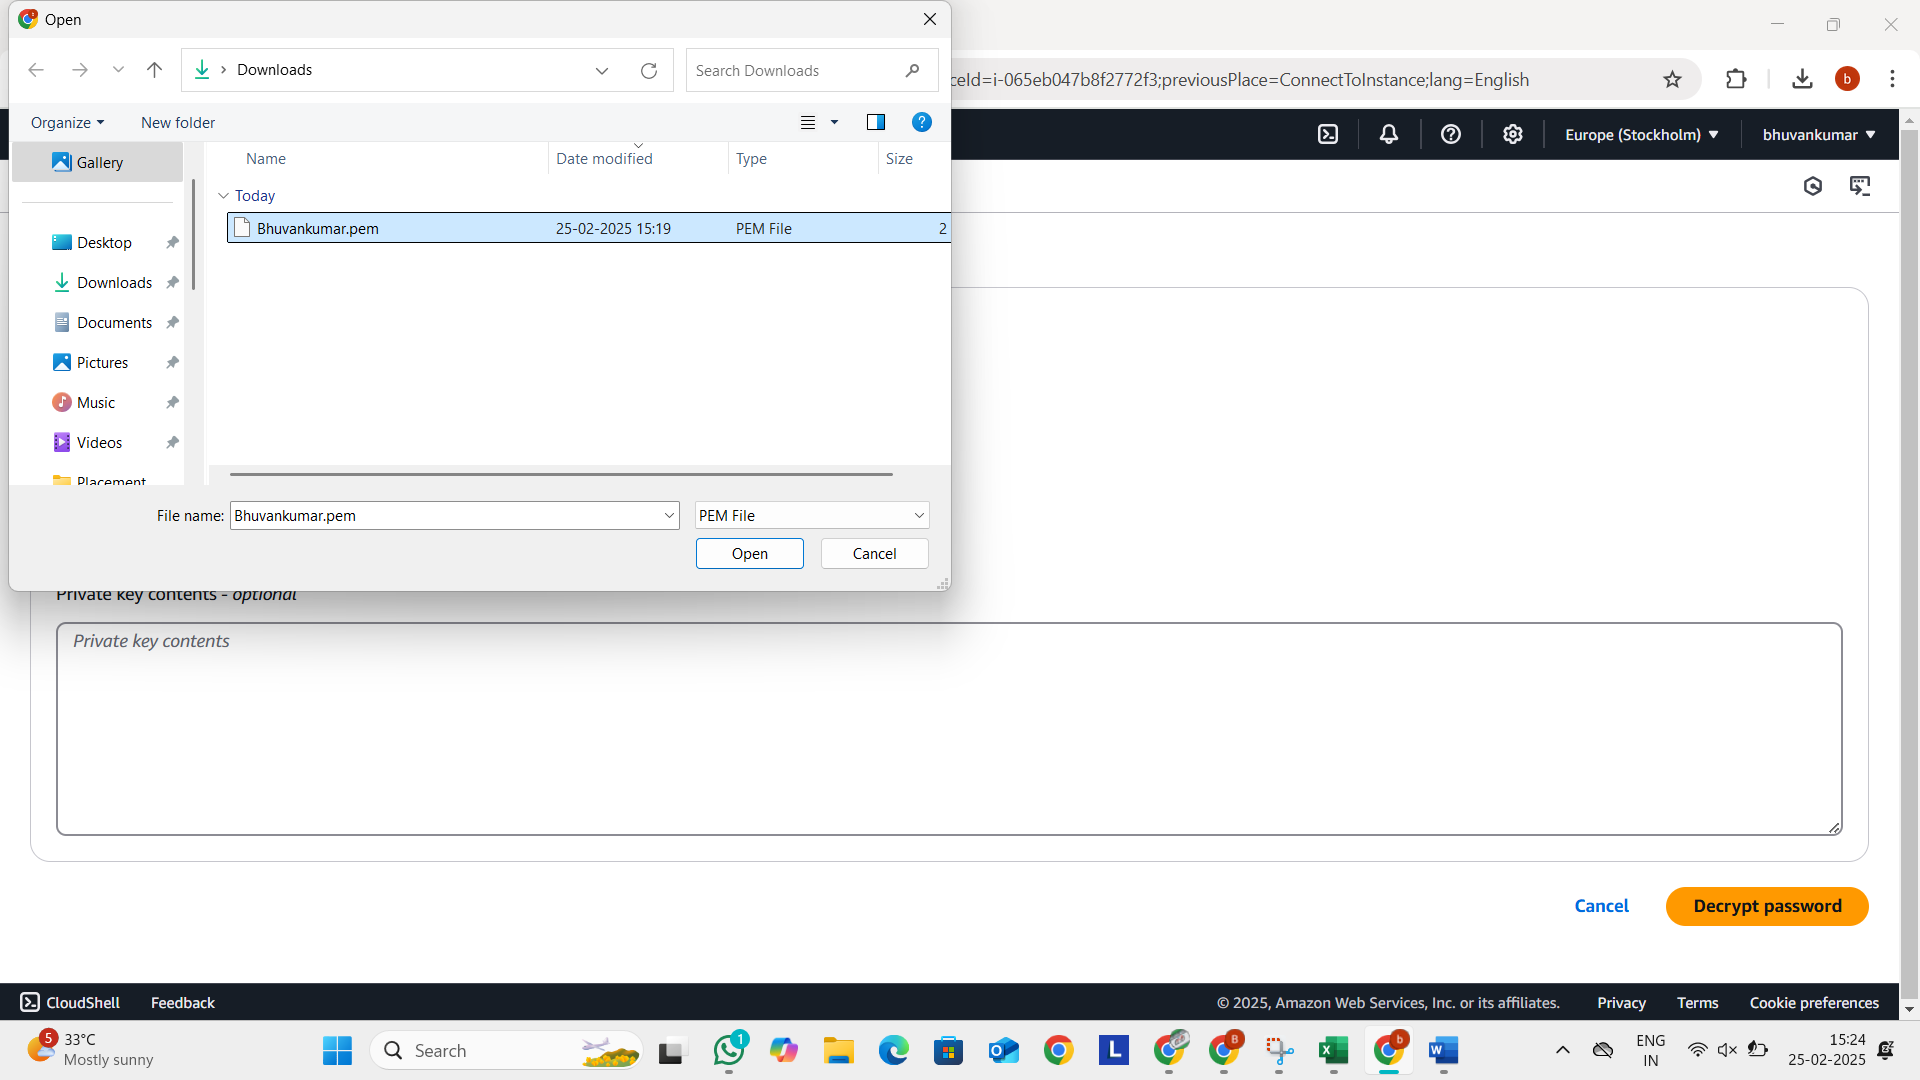 Open
Downloads
Search Downloads
ceId=i-065eb047b8f2772f3;previousPlace=ConnectToInstance;lang=English
b
Organize
New folder
?
Europe (Stockholm)
bhuvankumar
Gallery
Name
Date modified
Type
Size
Today
Bhuvankumar.pem
25-02-2025 15:19
PEM File
2
Desktop
Downloads
Documents
Pictures
Music
Videos
Placement
File name:
Bhuvankumar.pem
PEM File
Open
Cancel
Private key contents - optional
Private key contents
Cancel
Decrypt password
CloudShell
Feedback
© 2025, Amazon Web Services, Inc. or its affiliates.
Privacy
Terms
Cookie preferences
5
33°C
Mostly sunny
Search
1
L
B
b
ENG
IN
15:24
25-02-2025